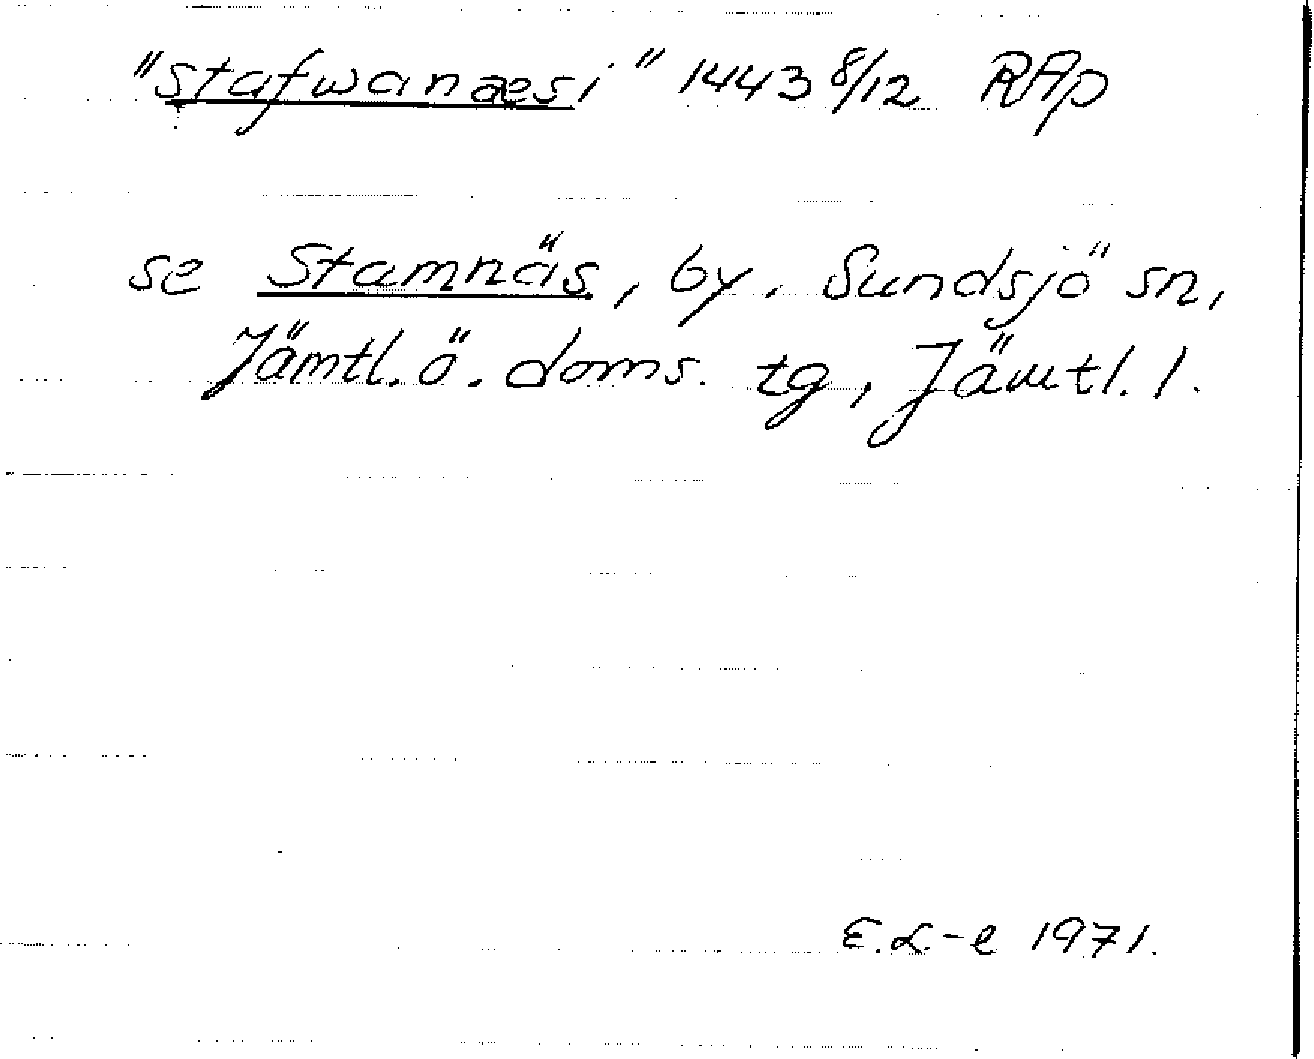 "stafwanæsi" 1443 8/12 RAp
se Stamnäs, by, Sundsjö sn,
Jämtl. ö. doms. tg, Jämtl. l.
E.L-e 1971.